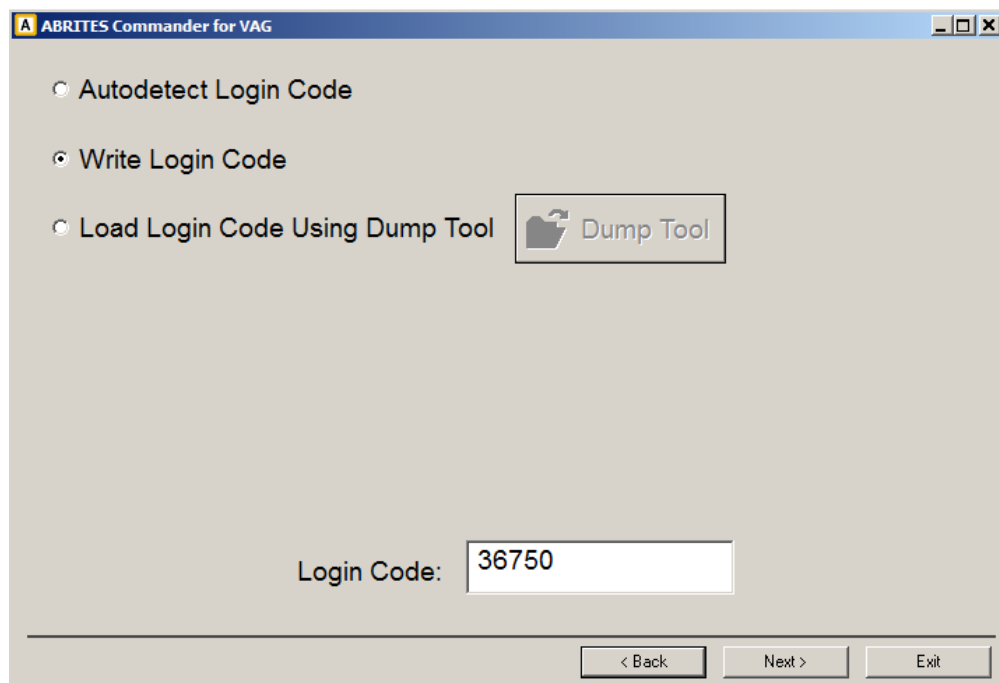 A ABRITES Commander for VAG
Autodetect Login Code
Write Login Code
Load Login Code Using Dump Tool Dump Tool
Login Code: 36750
< Back Next > Exit